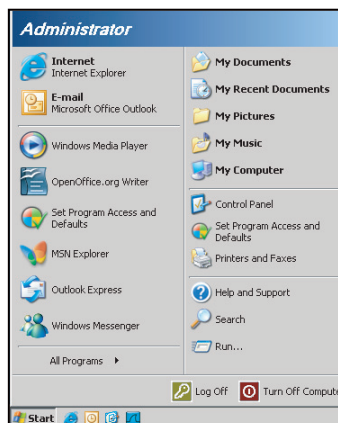 Administrator
Internet
Internet Explorer
E-mail
Microsoft Office Outlook
Windows Media Player
OpenOffice.org Writer
Set Program Access and
Defaults
MSN Explorer
Outlook Express
Windows Messenger
All Programs
My Documents
My Recent Documents
My Pictures
My Music
My Computer
Control Panel
Set Program Access and
Defaults
Printers and Faxes
Help and Support
Search
Run...
Log Off
Turn Off Compute
Start